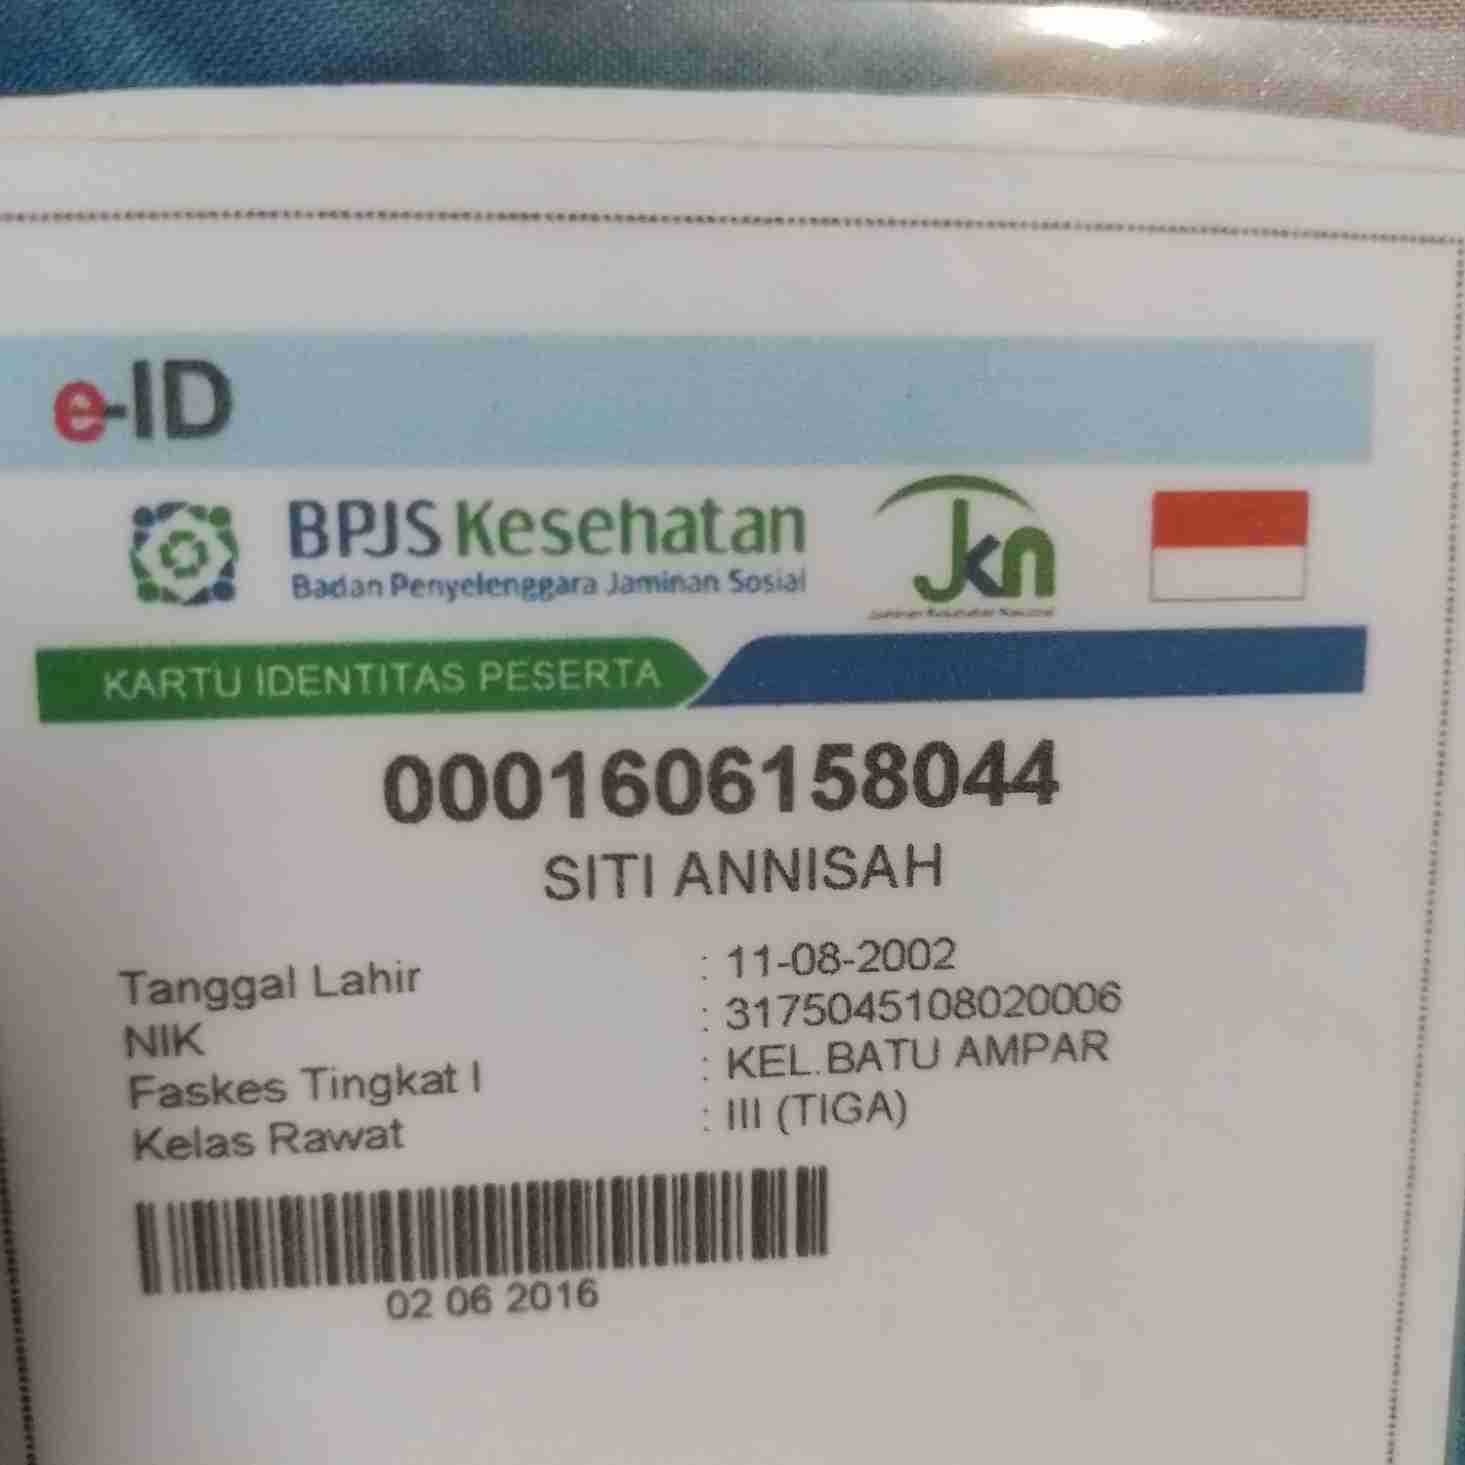 e-ID
BPJS Kesehatan
Badan Penyelenggara Jaminan Sosial
Jkn
KARTU IDENTITAS PESERTA
0001606158044
SITI ANNISAH
Tanggal Lahir : 11-08-2002
NIK : 3175045108020006
Faskes Tingkat I : KEL.BATU AMPAR
Kelas Rawat : III (TIGA)
02 06 2016